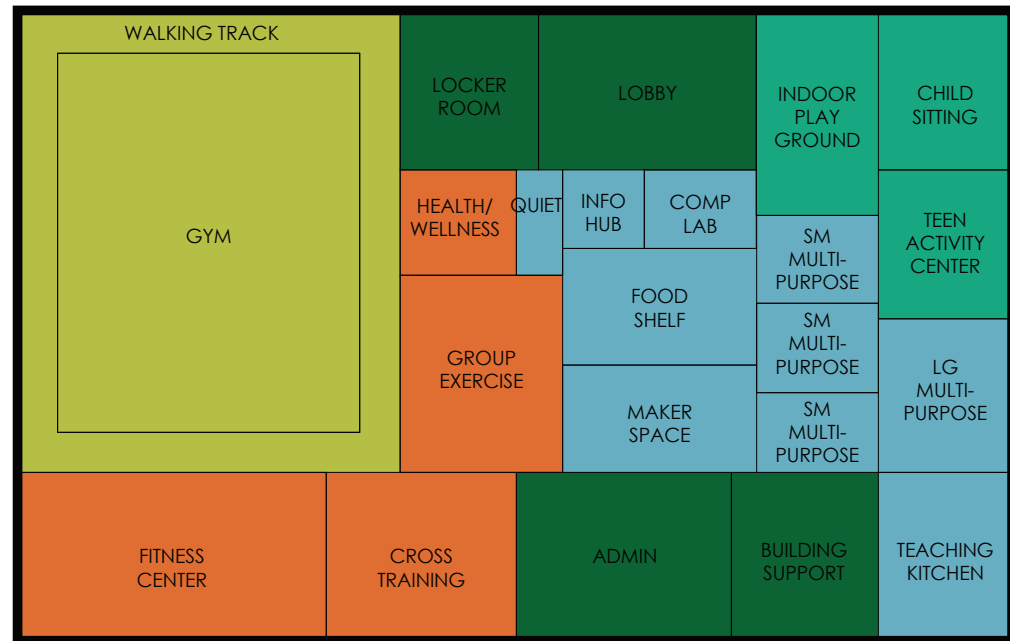 WALKING TRACK
GYM
LOCKER
ROOM
LOBBY
INDOOR
PLAY
GROUND
CHILD
SITTING
HEALTH/
WELLNESS
QUIET
INFO
HUB
COMP
LAB
SM
MULTI-
PURPOSE
TEEN
ACTIVITY
CENTER
FOOD
SHELF
SM
MULTI-
PURPOSE
GROUP
EXERCISE
LG
MULTI-
PURPOSE
MAKER
SPACE
SM
MULTI-
PURPOSE
FITNESS
CENTER
CROSS
TRAINING
ADMIN
BUILDING
SUPPORT
TEACHING
KITCHEN